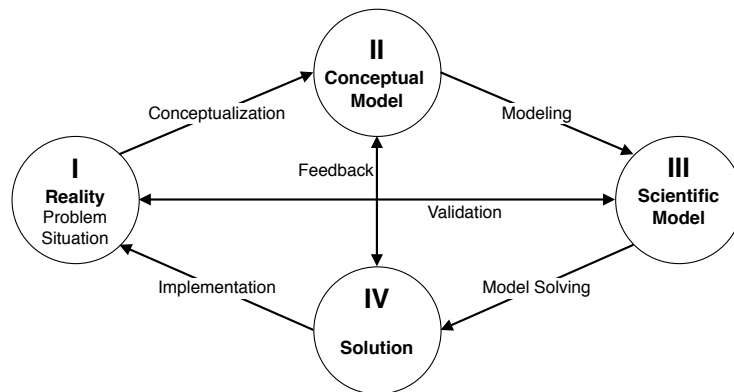 II
Conceptual
Model
Conceptualization
Modeling
I
Reality
Problem
Situation
Feedback
Validation
III
Scientific
Model
Implementation
IV
Solution
Model Solving